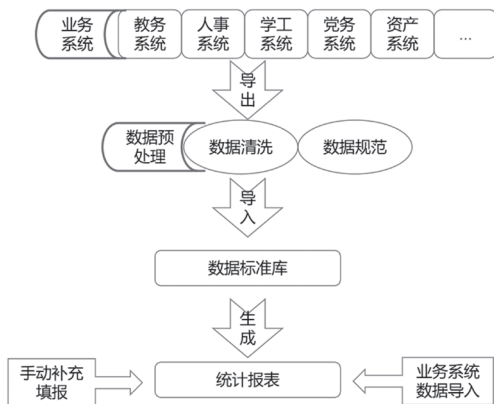 业务
系统
教务
系统
人事
系统
学工
系统
党务
系统
资产
系统
...
导
出
数据预
处理
数据清洗
数据规范
导
入
数据标准库
生
成
手动补充
填报
统计报表
业务系统
数据导入